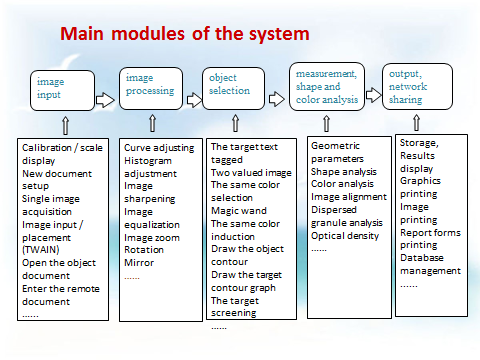 Main modules of the system
image
input
image
processing
object
selection
measurement,
shape and
color analysis
output,
network
sharing
Calibration / scale
display
New document
setup
Single image
acquisition
Image input /
placement
(TWAIN)
Open the object
document
Enter the remote
document
......
Curve adjusting
Histogram
adjustment
Image
sharpening
Image
equalization
Image zoom
Rotation
Mirror
......
The target text
tagged
Two valued image
The same color
selection
Magic wand
The same color
induction
Draw the object
contour
Draw the target
contour graph
The target
screening
......
Geometric
parameters
Shape analysis
Color analysis
Image alignment
Dispersed
granule analysis
Optical density
......
Storage,
Results
display
Graphics
printing
Image
printing
Report forms
printing
Database
management
......